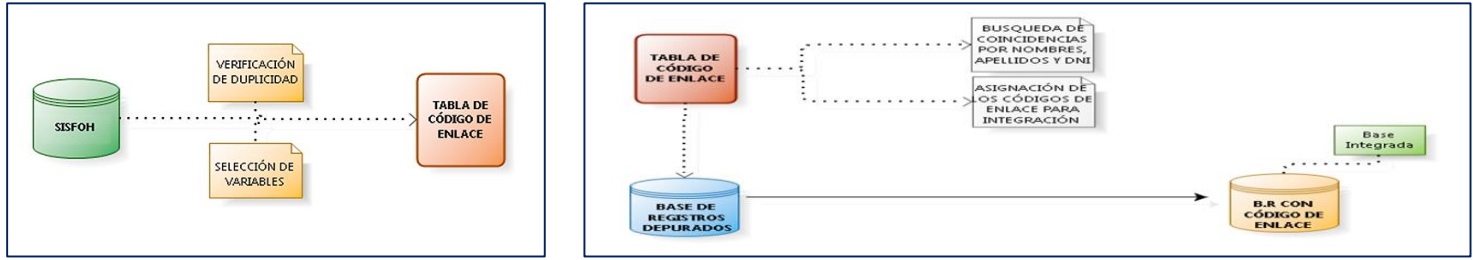 VERIFICACIÓN
DE DUPLICIDAD
SISFOH
TABLA DE
CÓDIGO DE
ENLACE
SELECCIÓN DE
VARIABLES
TABLA DE
CÓDIGO
DE ENLACE
BUSQUEDA DE
COINCIDENCIAS
POR NOMBRES,
APELLIDOS Y DNI
ASIGNACIÓN DE
LOS CÓDIGOS DE
ENLACE PARA
INTEGRACIÓN
Base
Integrada
BASE DE
REGISTROS
DEPURADOS
B.R CON
CÓDIGO DE
ENLACE